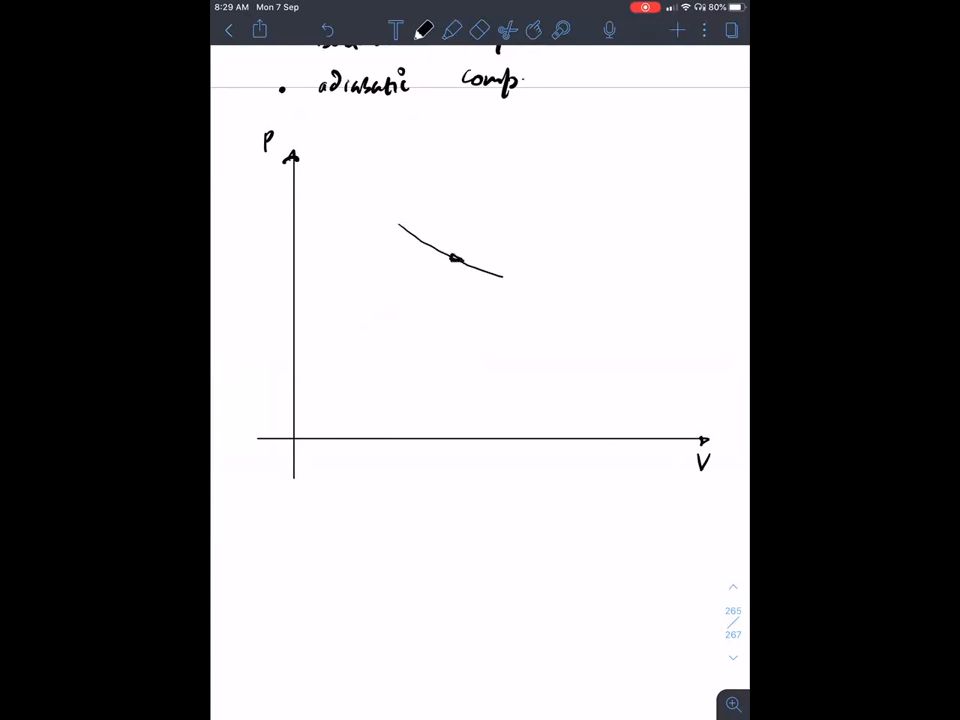 8:29 AM Mon 7 Sep 80%
T
• adiabatic comp.
P
V
265
267